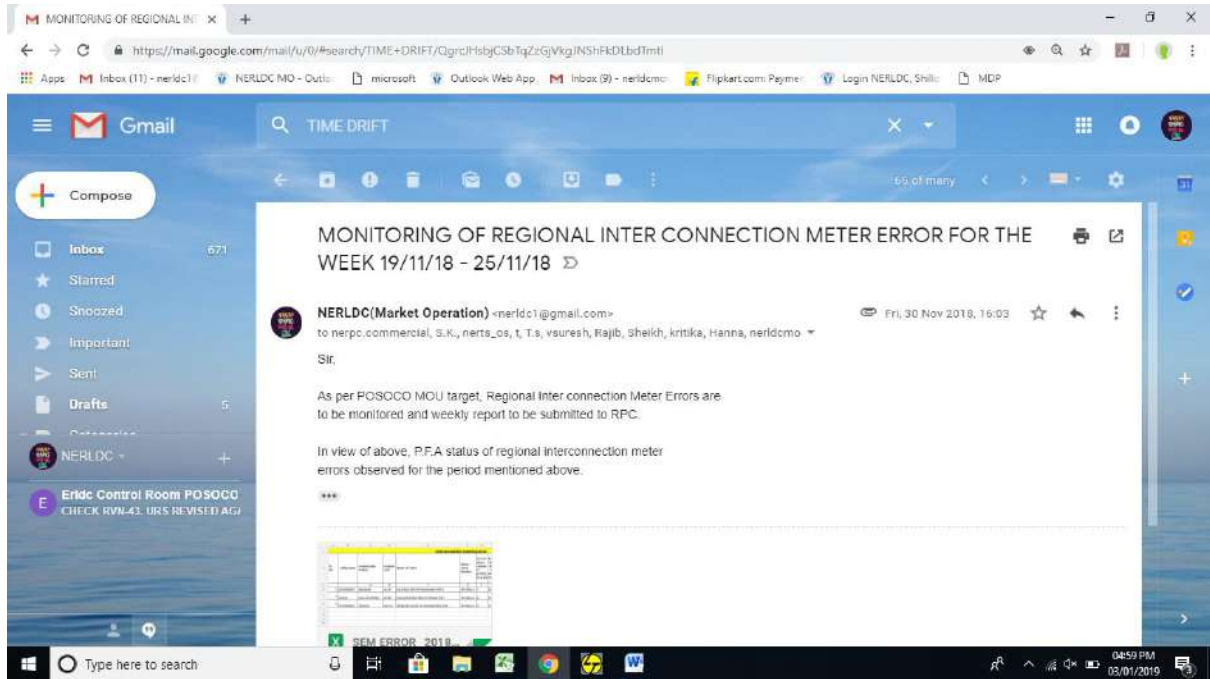 MONITORING OF REGIONAL INT
https://mail.google.com/mail/u/0/#search/TIME+DRIFT/
Apps Inbox (11) - nerldc1 NERLDC MO - Outlo microsoft Outlook Web App Inbox (9) - nerldcmo Flipkart.com: Payme Login NERLDC, Shillo MDP
Gmail
TIME DRIFT
Compose
65 of many
Inbox 671
Starred
Snoozed
Important
Sent
Drafts 5
Categories
NERLDC
Erldc Control Room POSOCO
CHECK RVN-43. URS REVISED AGA
MONITORING OF REGIONAL INTER CONNECTION METER ERROR FOR THE
WEEK 19/11/18 - 25/11/18
NERLDC(Market Operation) <nerldc1@gmail.com>
Fri, 30 Nov 2018, 16:03
to nerpc.commercial, S.K., nerts_os, t, T.s, vsuresh, Rajib, Sheikh, kritika, Hanna, nerldcmo
Sir,
As per POSOCO MOU target, Regional Inter connection Meter Errors are
to be monitored and weekly report to be submitted to RPC.
In view of above, P.F.A status of regional interconnection meter
errors observed for the period mentioned above.
SEM ERROR_2018...
31
Type here to search
04:59 PM
03/01/2019